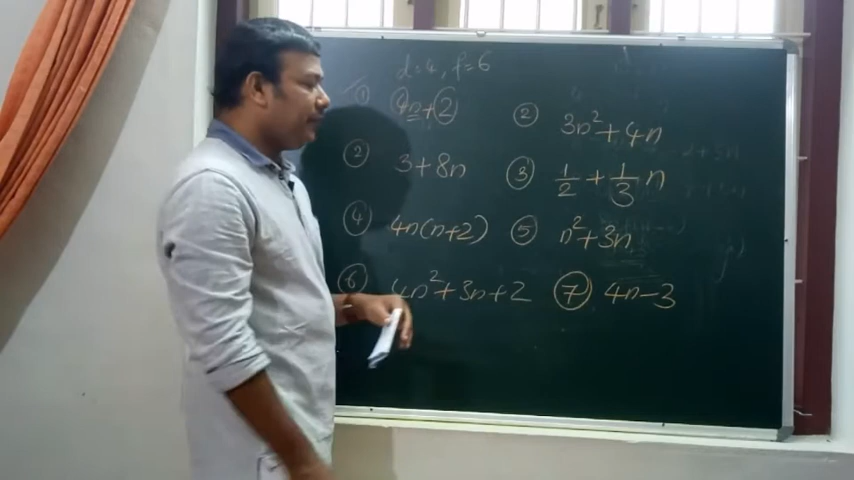 d=4, f=6
① 4n+2 ② 3n²+4n
② 3+8n ③ 1/2 + 1/3 n
④ 4n(n+2) ⑤ n²+3n
⑥ 4n²+3n+2 ⑦ 4n-3